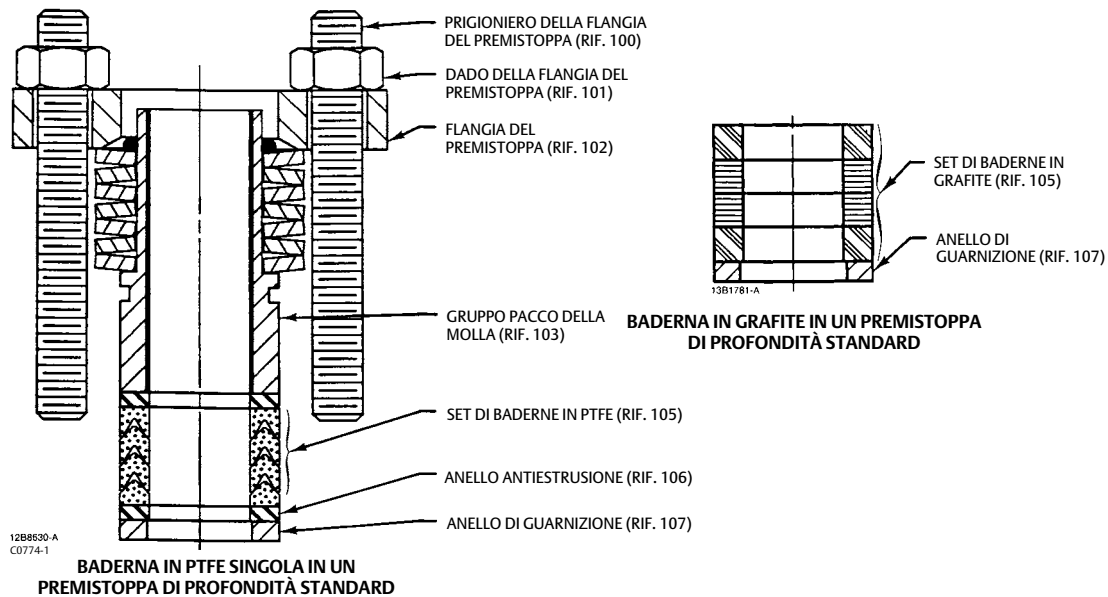 PRIGIONIERO DELLA FLANGIA
DEL PREMISTOPPA (RIF. 100)
DADO DELLA FLANGIA DEL
PREMISTOPPA (RIF. 101)
FLANGIA DEL
PREMISTOPPA (RIF. 102)
GRUPPO PACCO DELLA
MOLLA (RIF. 103)
SET DI BADERNE IN PTFE (RIF. 105)
ANELLO ANTIESTRUSIONE (RIF. 106)
ANELLO DI GUARNIZIONE (RIF. 107)
12B8530-A
C0774-1
BADERNA IN PTFE SINGOLA IN UN
PREMISTOPPA DI PROFONDITÀ STANDARD
SET DI BADERNE IN
GRAFITE (RIF. 105)
ANELLO DI
GUARNIZIONE (RIF. 107)
13B1781-A
BADERNA IN GRAFITE IN UN PREMISTOPPA
DI PROFONDITÀ STANDARD